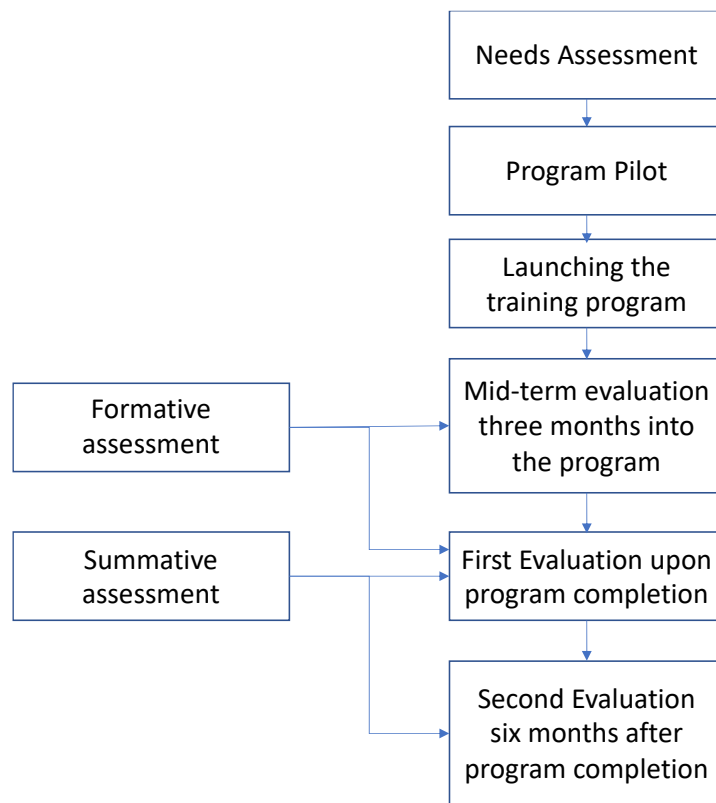 Needs Assessment
Program Pilot
Launching the
training program
Formative
assessment
Mid-term evaluation
three months into
the program
Summative
assessment
First Evaluation upon
program completion
Second Evaluation
six months after
program completion